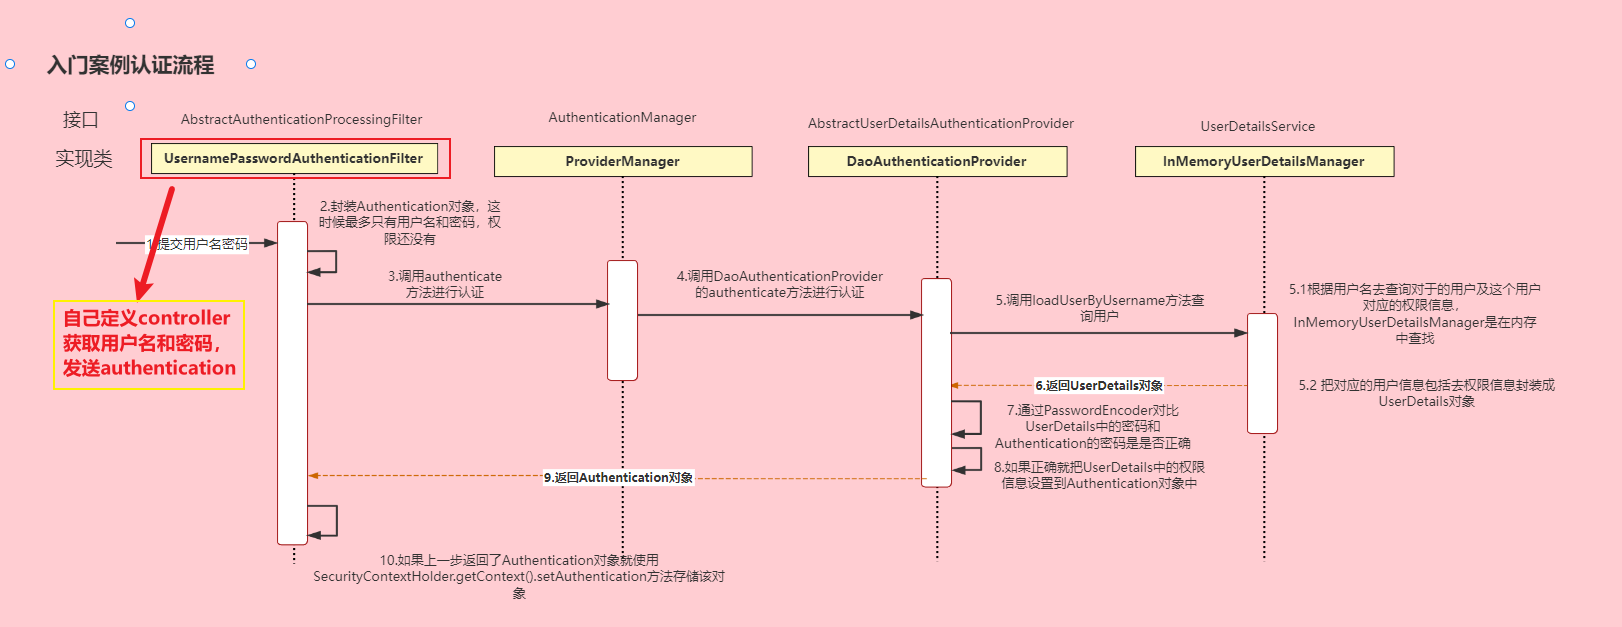 入门案例认证流程
接口
AbstractAuthenticationProcessingFilter
AuthenticationManager
AbstractUserDetailsAuthenticationProvider
UserDetailsService
实现类
UsernamePasswordAuthenticationFilter
ProviderManager
DaoAuthenticationProvider
InMemoryUserDetailsManager
1.提交用户名密码
2.封装Authentication对象，这
时候最多只有用户名和密码，权
限还没有
3.调用authenticate
方法进行认证
4.调用DaoAuthenticationProvider
的authenticate方法进行认证
5.调用loadUserByUsername方法查
询用户
5.1根据用户名去查询对于的用户及这个用户
对应的权限信息，
InMemoryUserDetailsManager是在内存
中查找
自己定义controller
获取用户名和密码，
发送authentication
5.2 把对应的用户信息包括去权限信息封装成
UserDetails对象
6.返回UserDetails对象
7.通过PasswordEncoder对比
UserDetails中的密码和
Authentication的密码是是否正确
8.如果正确就把UserDetails中的权限
信息设置到Authentication对象中
9.返回Authentication对象
10.如果上一步返回了Authentication对象就使用
SecurityContextHolder.getContext().setAuthentication方法存储该对
象